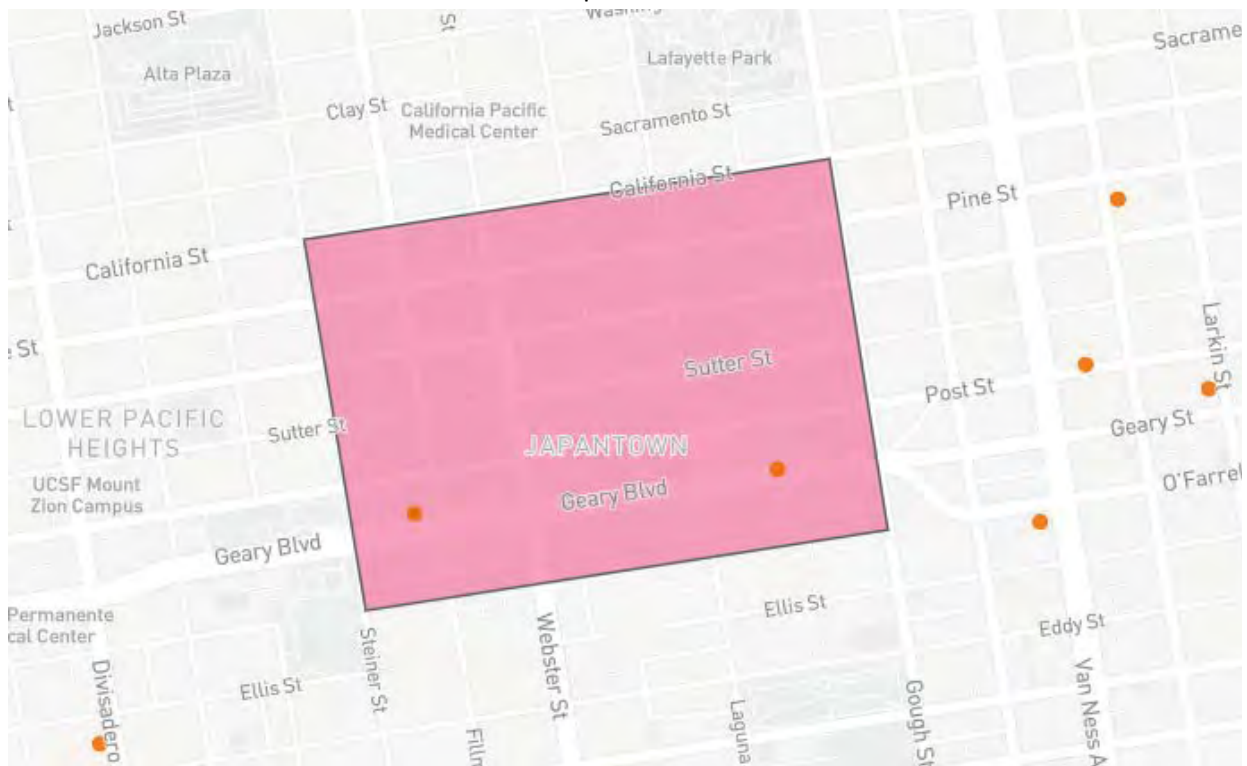 Jackson St
St
Alta Plaza
Lafayette Park
Clay St
California Pacific
Medical Center
Sacramento St
California St
Pine St
California St
Larkin St
St
Sutter St
Post St
LOWER PACIFIC
HEIGHTS
Sutter St
JAPANTOWN
Geary St
UCSF Mount
Zion Campus
Geary Blvd
O'Farrel
Geary Blvd
Permanente
cal Center
Ellis St
Eddy St
Steiner St
Webster St
Divisadero
Ellis St
Van Ness A
Laguna
Gough St